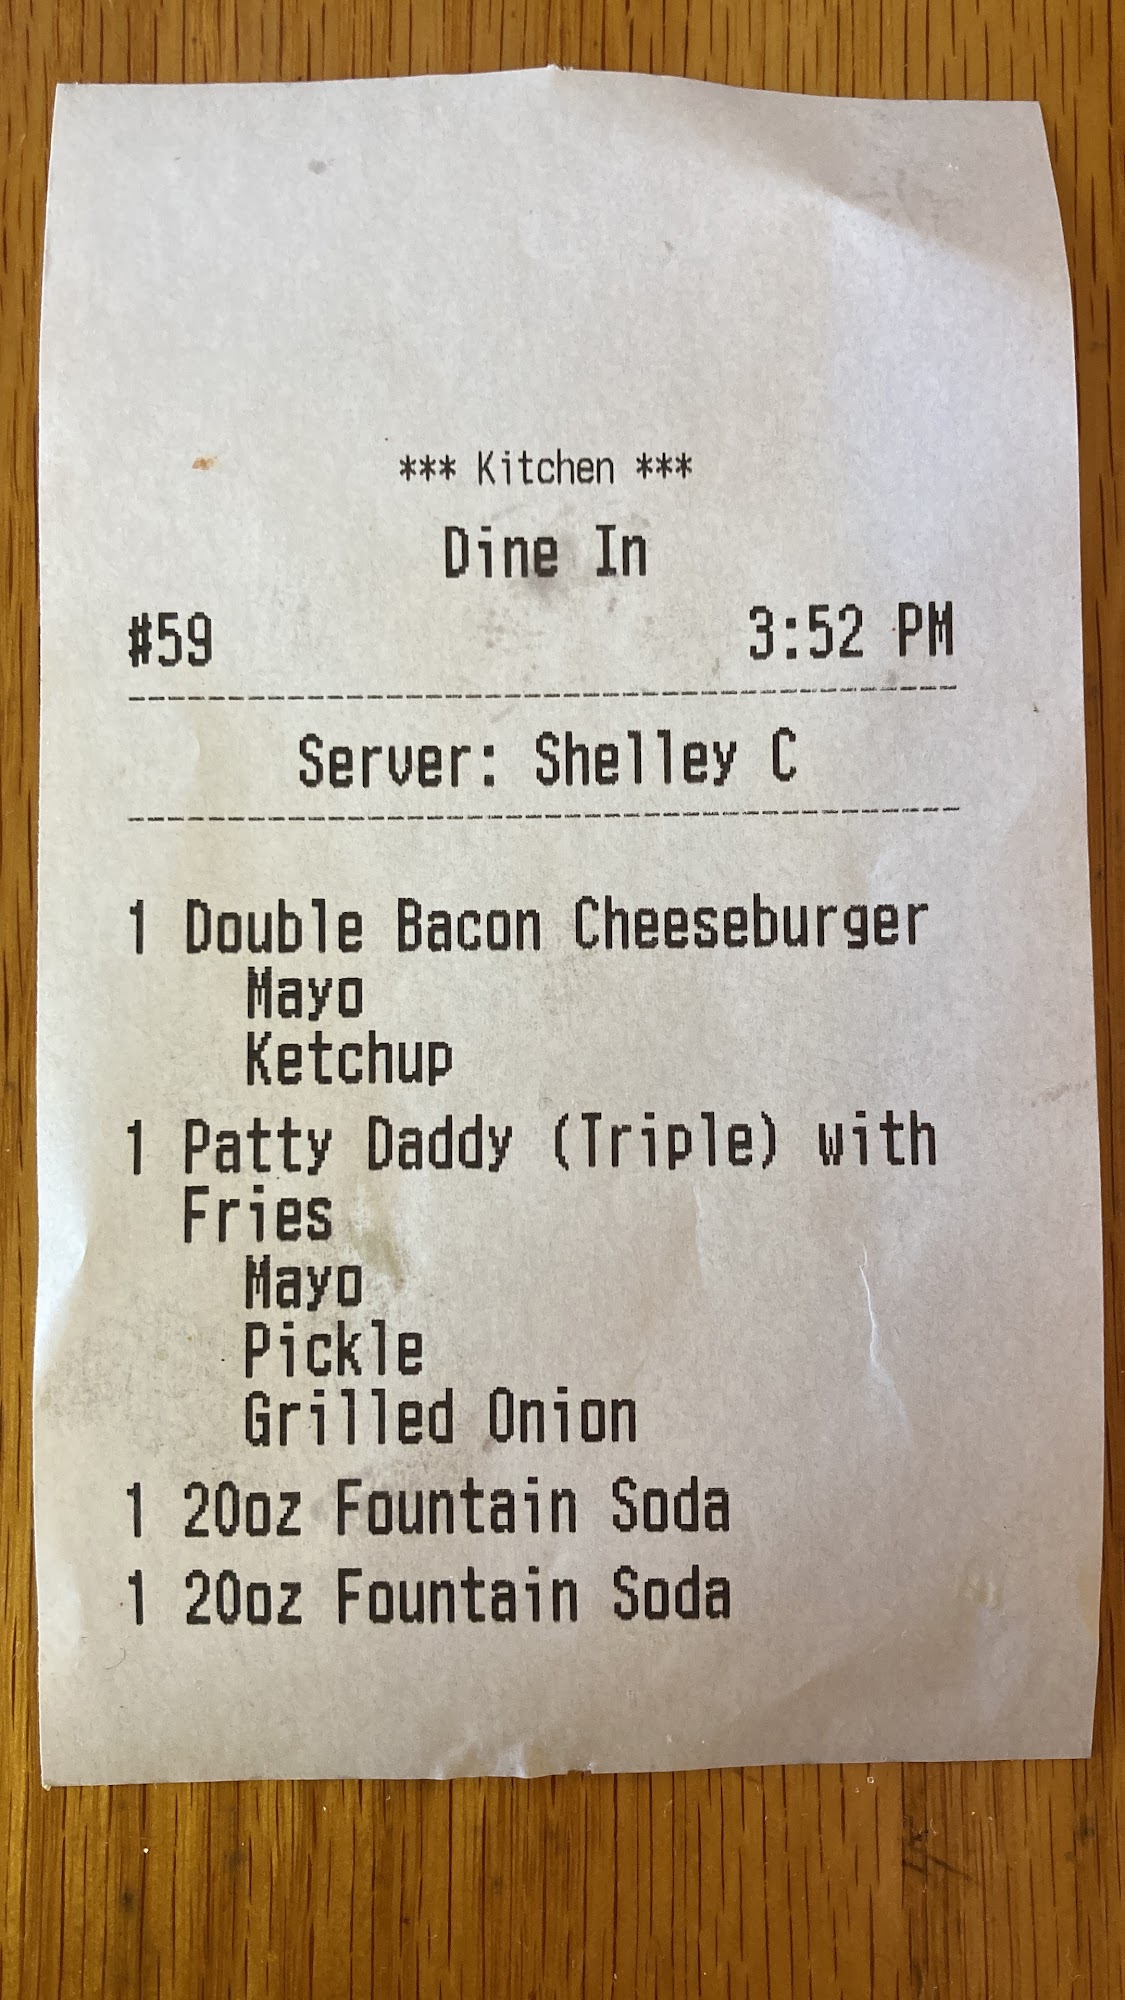 *** Kitchen ***
Dine In
#59 3:52 PM
Server: Shelley C
1 Double Bacon Cheeseburger
Mayo
Ketchup
1 Patty Daddy (Triple) with
Fries
Mayo
Pickle
Grilled Onion
1 20oz Fountain Soda
1 20oz Fountain Soda